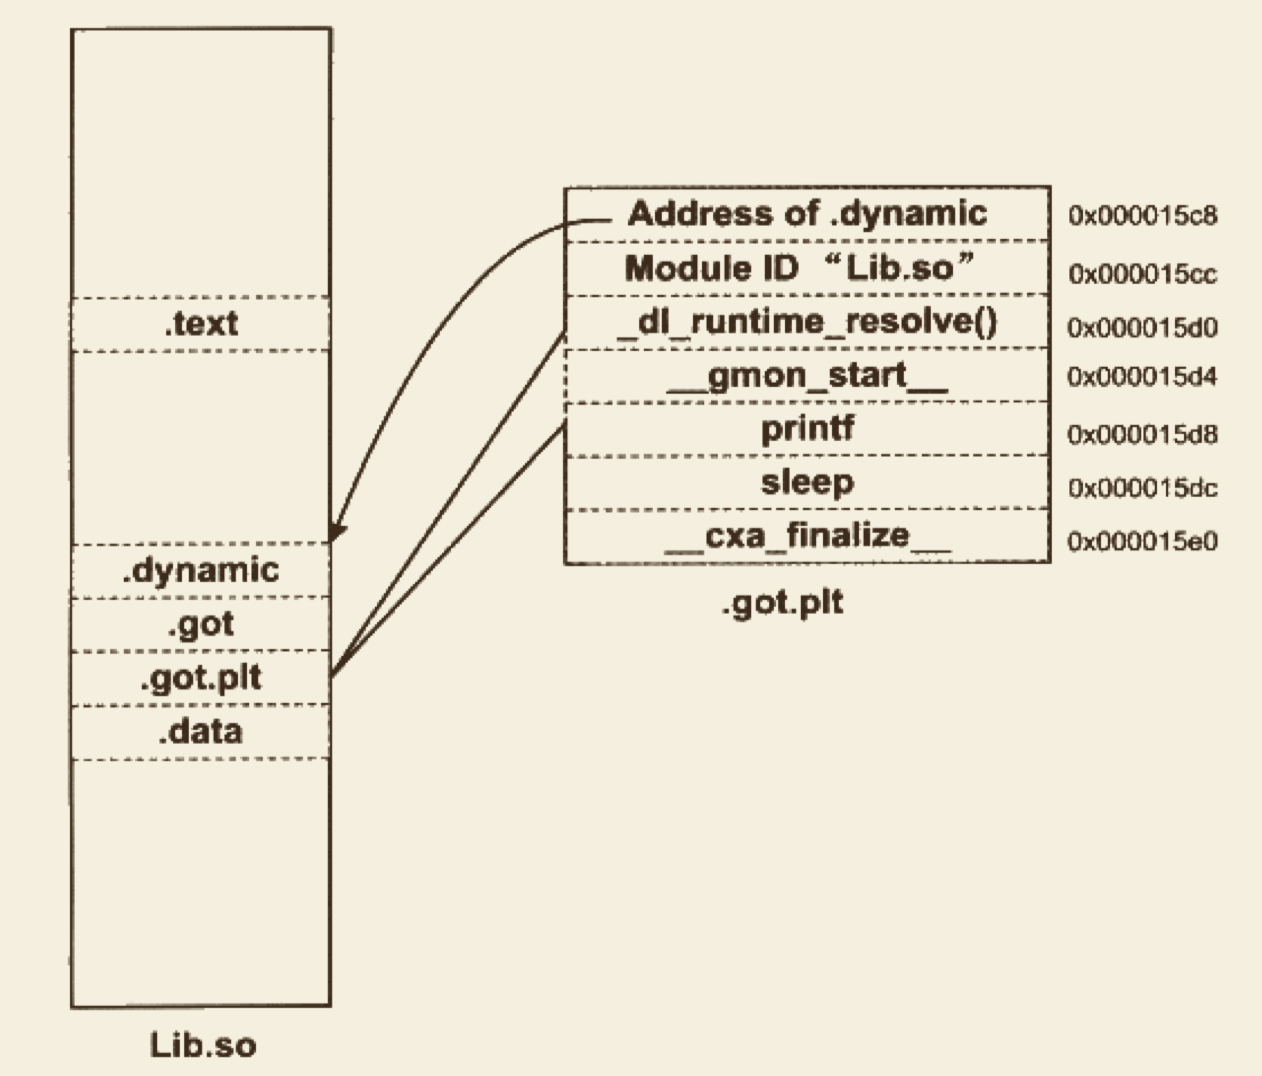 .text
.dynamic
.got
.got.plt
.data
Lib.so
Address of .dynamic 0x000015c8
Module ID “Lib.so” 0x000015cc
_dl_runtime_resolve() 0x000015d0
__gmon_start__ 0x000015d4
printf 0x000015d8
sleep 0x000015dc
__cxa_finalize__ 0x000015e0
.got.plt